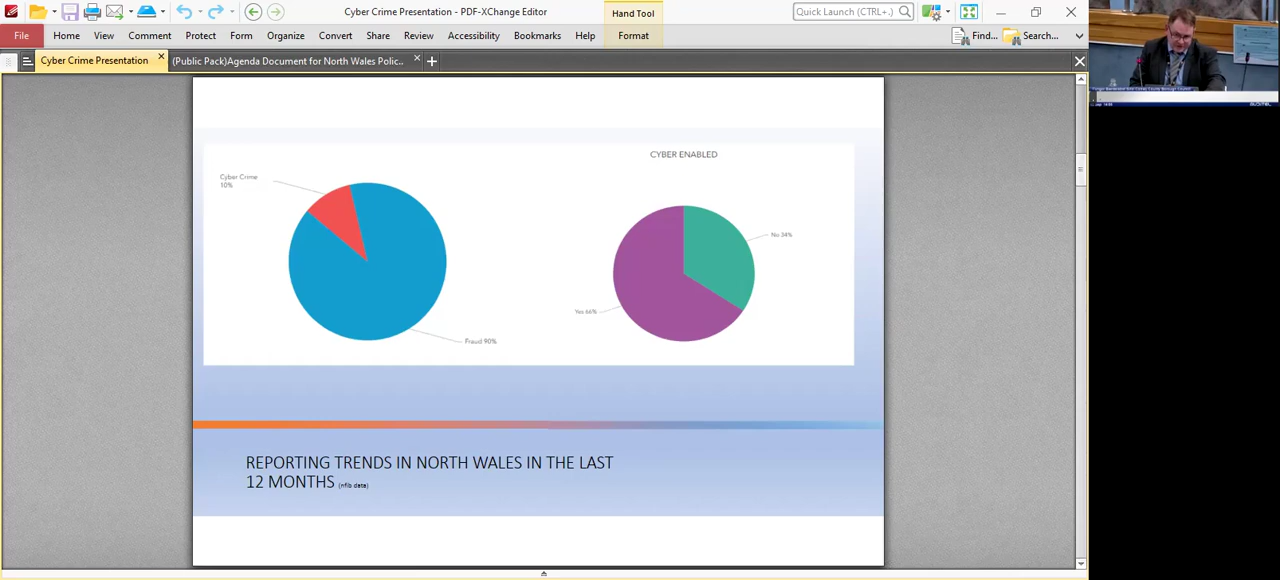 Cyber Crime Presentation - PDF-XChange Editor
Hand Tool
Quick Launch (CTRL+.)
File
Home
View
Comment
Protect
Form
Organize
Convert
Share
Review
Accessibility
Bookmarks
Help
Format
Find...
Search...
Cyber Crime Presentation
(Public Pack)Agenda Document for North Wales Polic..
CYBER ENABLED
Cyber Crime
10%
Fraud 90%
No 34%
Yes 66%
REPORTING TRENDS IN NORTH WALES IN THE LAST
12 MONTHS (nfib data)